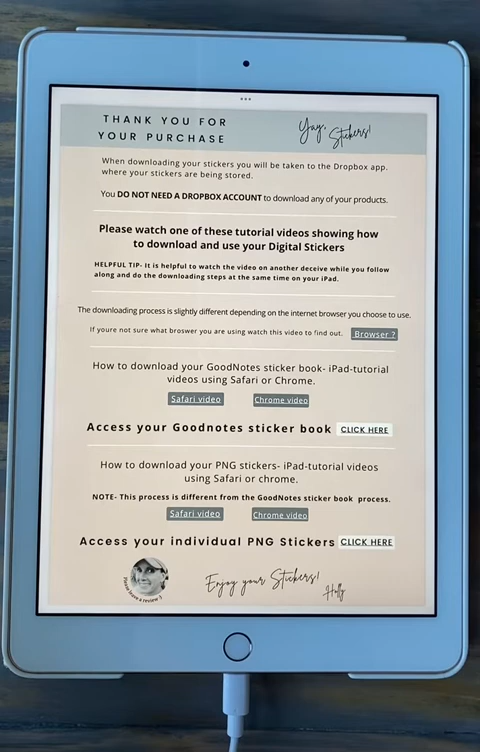 THANK YOU FOR
YOUR PURCHASE
Yay, Stickers!
When downloading your stickers you will be taken to the Dropbox app.
where your stickers are being stored.
You DO NOT NEED A DROPBOX ACCOUNT to download any of your products.
Please watch one of these tutorial videos showing how
to download and use your Digital Stickers
HELPFUL TIP- It is helpful to watch the video on another deceive while you follow
along and do the downloading steps at the same time on your iPad.
The downloading process is slightly different depending on the internet browser you choose to use.
If youre not sure what broswer you are using watch this video to find out.
Browser ?
How to download your GoodNotes sticker book- iPad-tutorial
videos using Safari or Chrome.
Safari video
Chrome video
Access your Goodnotes sticker book CLICK HERE
How to download your PNG stickers- iPad-tutorial videos
using Safari or chrome.
NOTE- This process is different from the GoodNotes sticker book process.
Safari video
Chrome video
Access your individual PNG Stickers CLICK HERE
Please leave a review :)
Enjoy your Stickers!
Holly